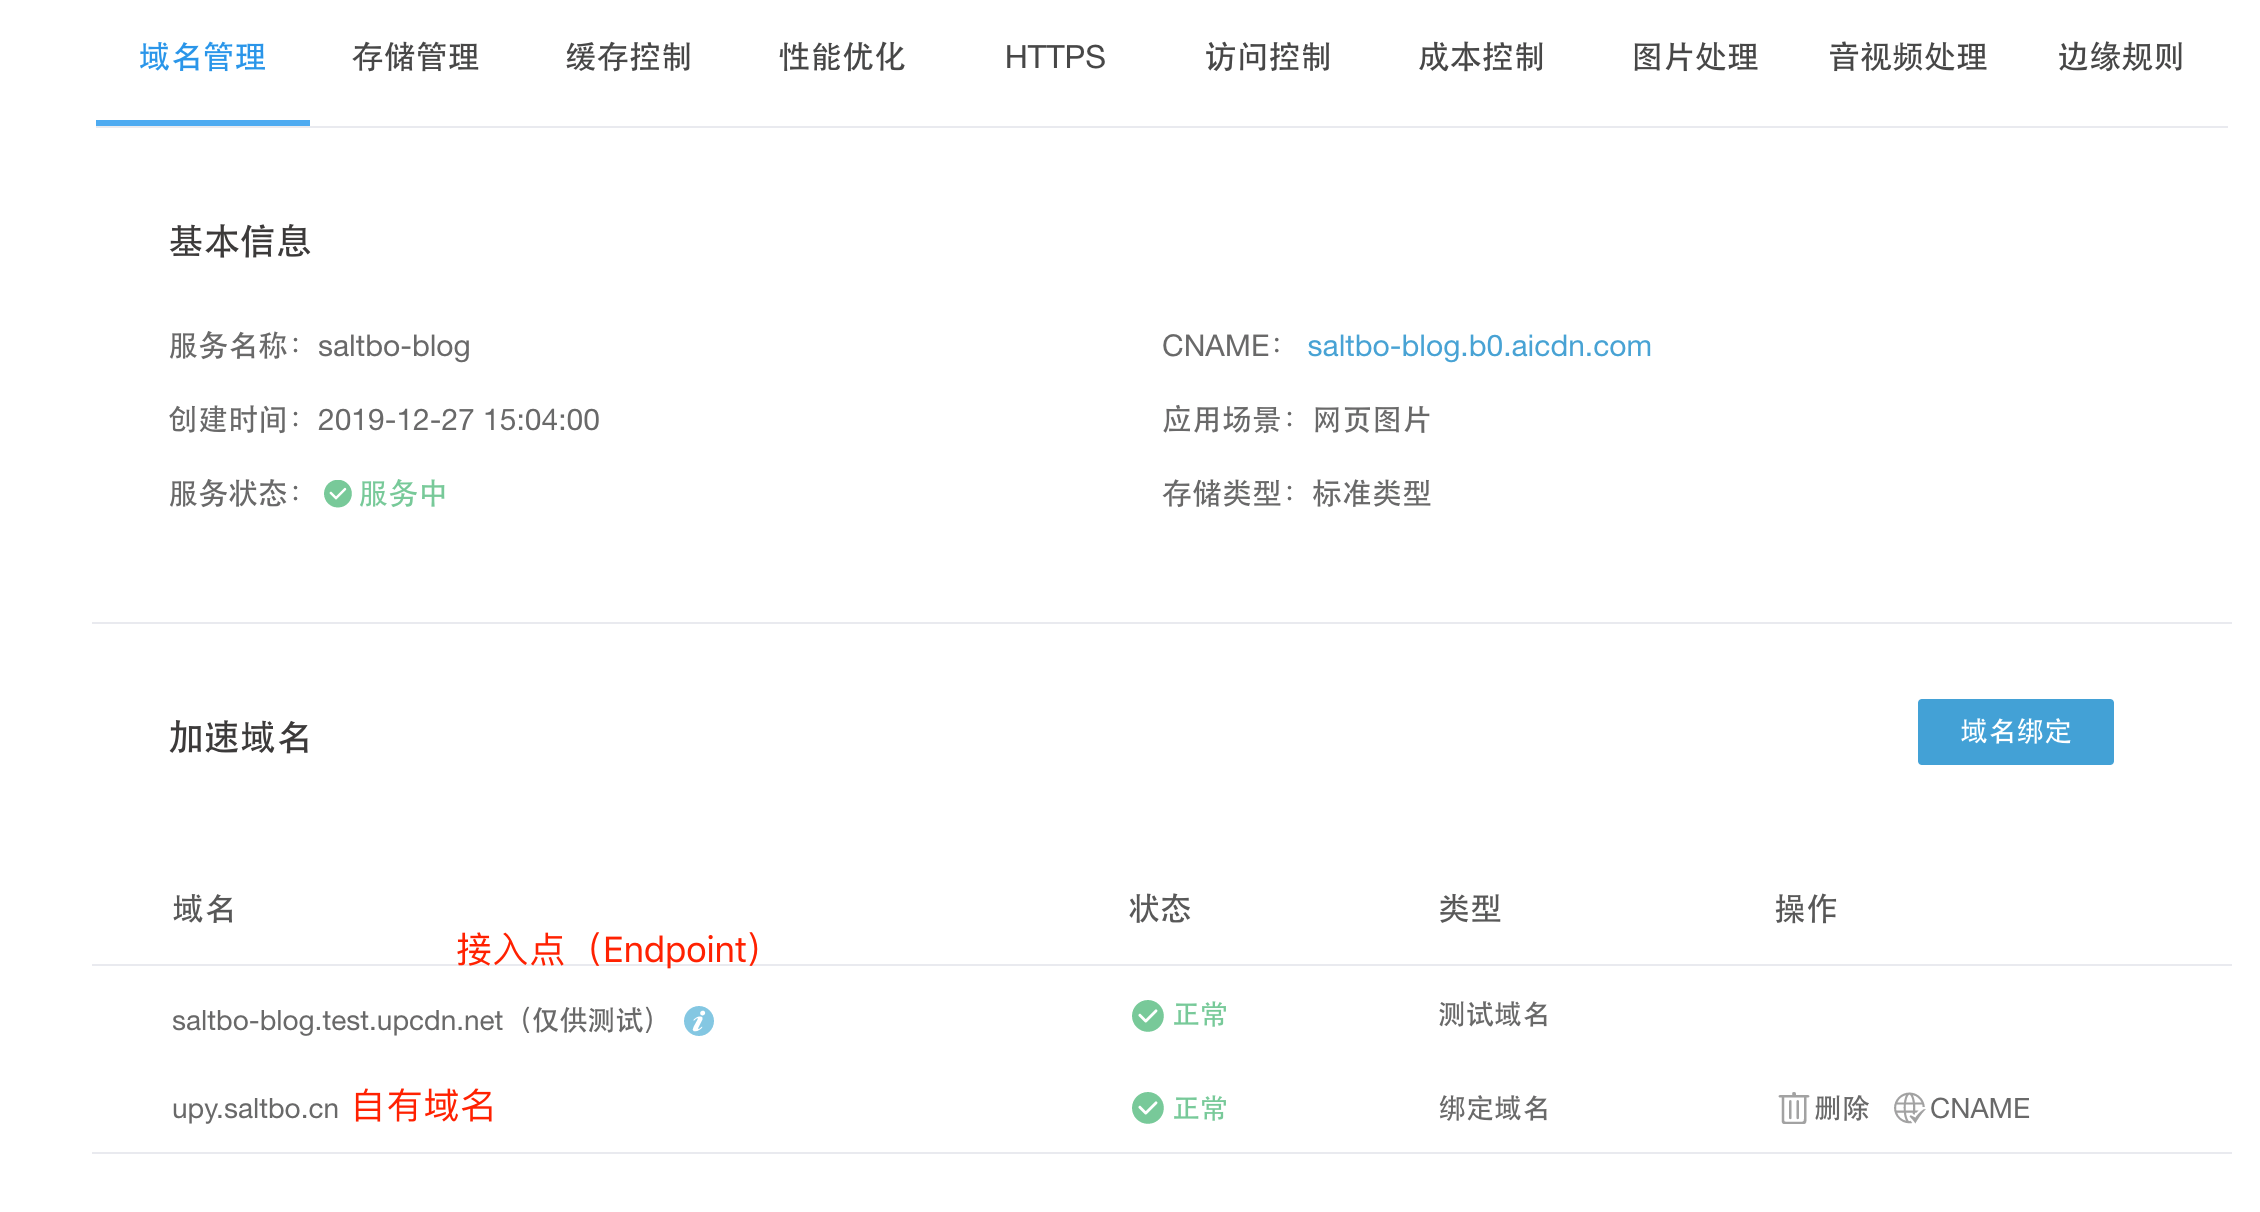 域名管理 存储管理 缓存控制 性能优化 HTTPS 访问控制 成本控制 图片处理 音视频处理 边缘规则
基本信息
服务名称：saltbo-blog CNAME： saltbo-blog.b0.aicdn.com
创建时间：2019-12-27 15:04:00 应用场景：网页图片
服务状态：服务中 存储类型：标准类型
加速域名 域名绑定
域名 状态 类型 操作
接入点（Endpoint）
saltbo-blog.test.upcdn.net（仅供测试） i 正常 测试域名
upy.saltbo.cn 自有域名 正常 绑定域名 删除 CNAME